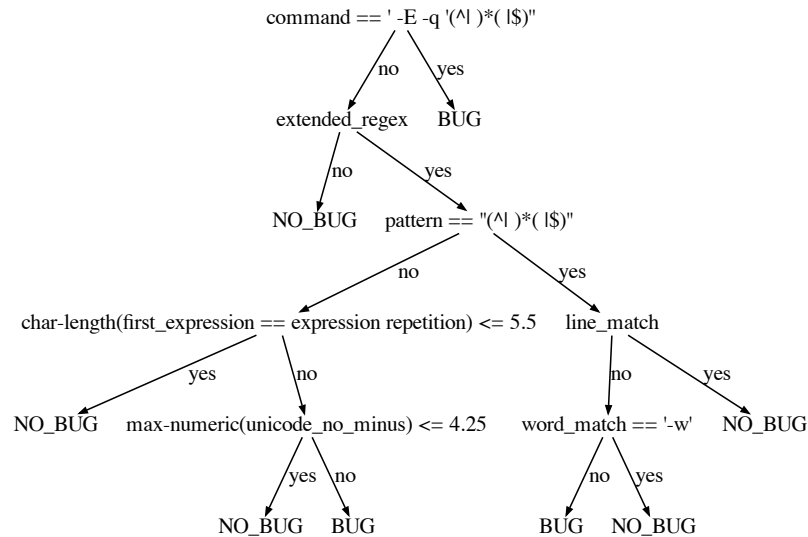 command == ' -E -q '(^| )*( |$)"
no yes
extended_regex BUG
no yes
NO_BUG pattern == "(^| )*( |$)"
no yes
char-length(first_expression == expression repetition) <= 5.5 line_match
yes no no yes
NO_BUG max-numeric(unicode_no_minus) <= 4.25 word_match == '-w' NO_BUG
yes no no yes
NO_BUG BUG BUG NO_BUG